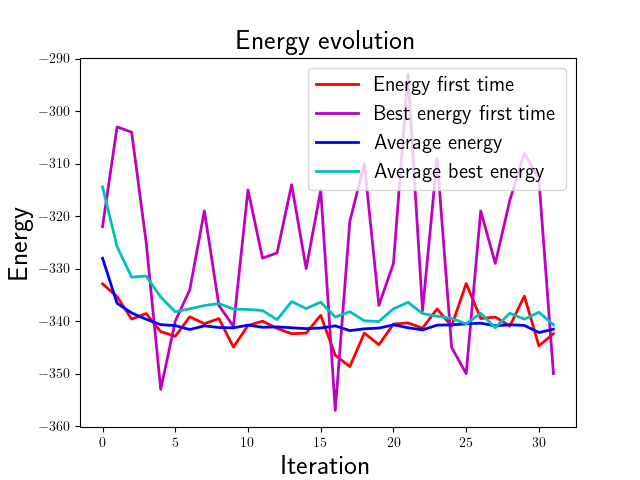 Energy evolution
−290
−300
−310
−320
−330
−340
−350
−360
Energy
Energy first time
Best energy first time
Average energy
Average best energy
0 5 10 15 20 25 30
Iteration